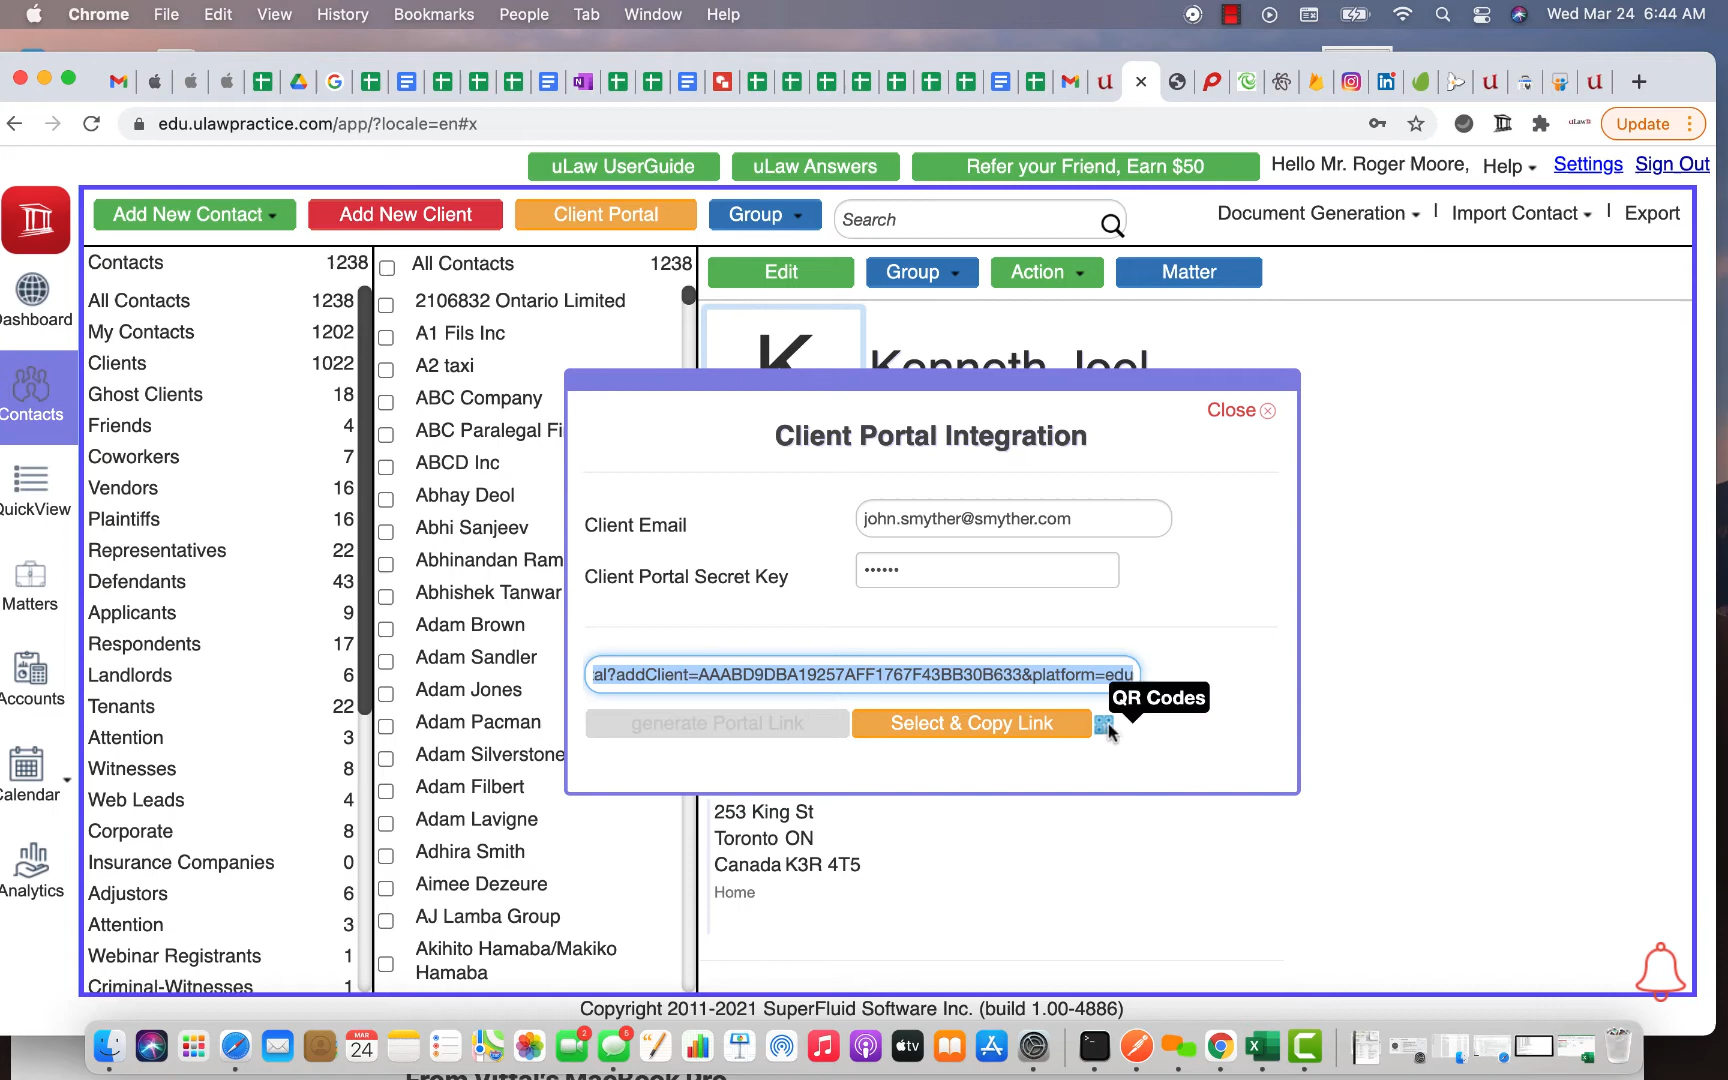 Chrome File Edit View History Bookmarks People Tab Window Help Wed Mar 24 6:44 AM
edu.ulawpractice.com/app/?locale=en#x
Update
uLaw UserGuide uLaw Answers Refer your Friend, Earn $50 Hello Mr. Roger Moore, Help Settings Sign Out
Add New Contact Add New Client Client Portal Group Search Document Generation Import Contact Export
Dashboard
Contacts
QuickView
Matters
Accounts
Calendar
Analytics
Contacts 1238
All Contacts 1238
My Contacts 1202
Clients 1022
Ghost Clients 18
Friends 4
Coworkers 7
Vendors 16
Plaintiffs 16
Representatives 22
Defendants 43
Applicants 9
Respondents 17
Landlords 6
Tenants 22
Attention 3
Witnesses 8
Web Leads 4
Corporate 8
Insurance Companies 0
Adjustors 6
Attention 3
Webinar Registrants 1
Criminal-Witnesses 1
All Contacts 1238
2106832 Ontario Limited
A1 Fils Inc
A2 taxi
ABC Company
ABC Paralegal Fi
ABCD Inc
Abhay Deol
Abhi Sanjeev
Abhinandan Ram
Abhishek Tanwar
Adam Brown
Adam Sandler
Adam Jones
Adam Pacman
Adam Silverstone
Adam Filbert
Adam Lavigne
Adhira Smith
Aimee Dezeure
AJ Lamba Group
Akihito Hamaba/Makiko
Hamaba
Edit Group Action Matter
K Kenneth Joel
Close
Client Portal Integration
Client Email john.smyther@smyther.com
Client Portal Secret Key ••••••
al?addClient=AAABD9DBA19257AFF1767F43BB30B633&platform=edu
QR Codes
generate Portal Link Select & Copy Link
253 King St
Toronto ON
Canada K3R 4T5
Home
Copyright 2011-2021 SuperFluid Software Inc. (build 1.00-4886)
MAR
24
2
5
tv
From Vittal's MacBook Pro